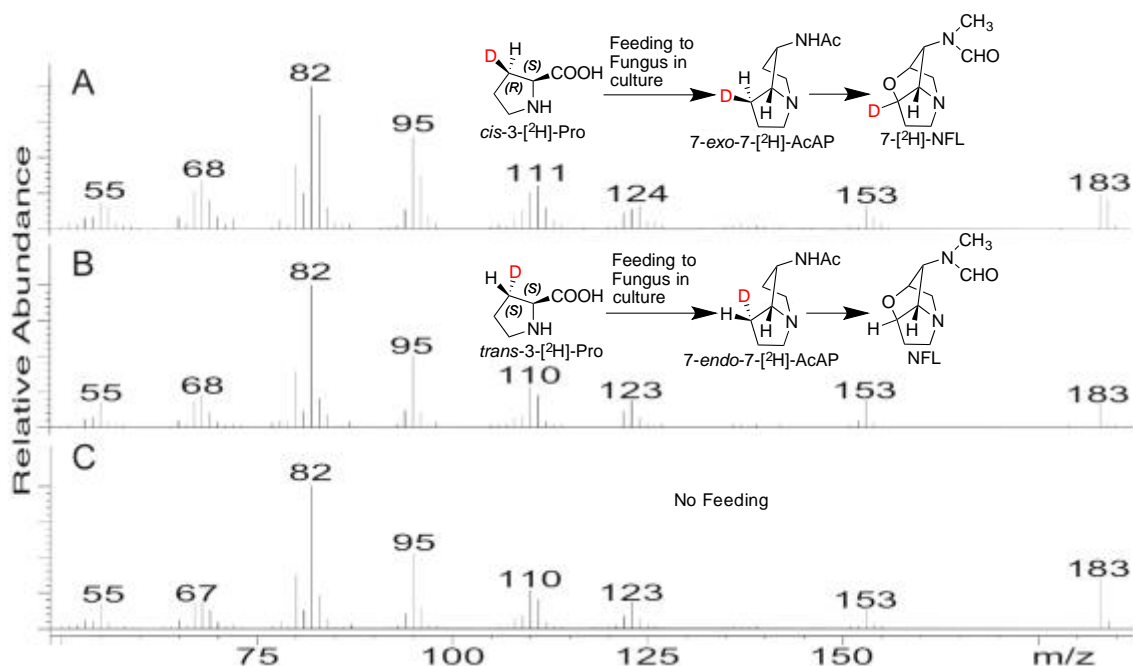 Relative Abundance
A
55
68
82
95
111
124
153
183
D
H
(S)
(R)
COOH
NH
cis-3-[²H]-Pro
Feeding to
Fungus in
culture
NHAc
H
D
H
N
7-exo-7-[²H]-AcAP
CH₃
N
CHO
O
D
H
N
7-[²H]-NFL
B
55
68
82
95
110
123
153
183
H
D
(S)
(S)
COOH
NH
trans-3-[²H]-Pro
Feeding to
Fungus in
culture
NHAc
D
H
H
N
7-endo-7-[²H]-AcAP
CH₃
N
CHO
O
H
H
N
NFL
C
55
67
82
95
110
123
153
183
No Feeding
75
100
125
150
m/z